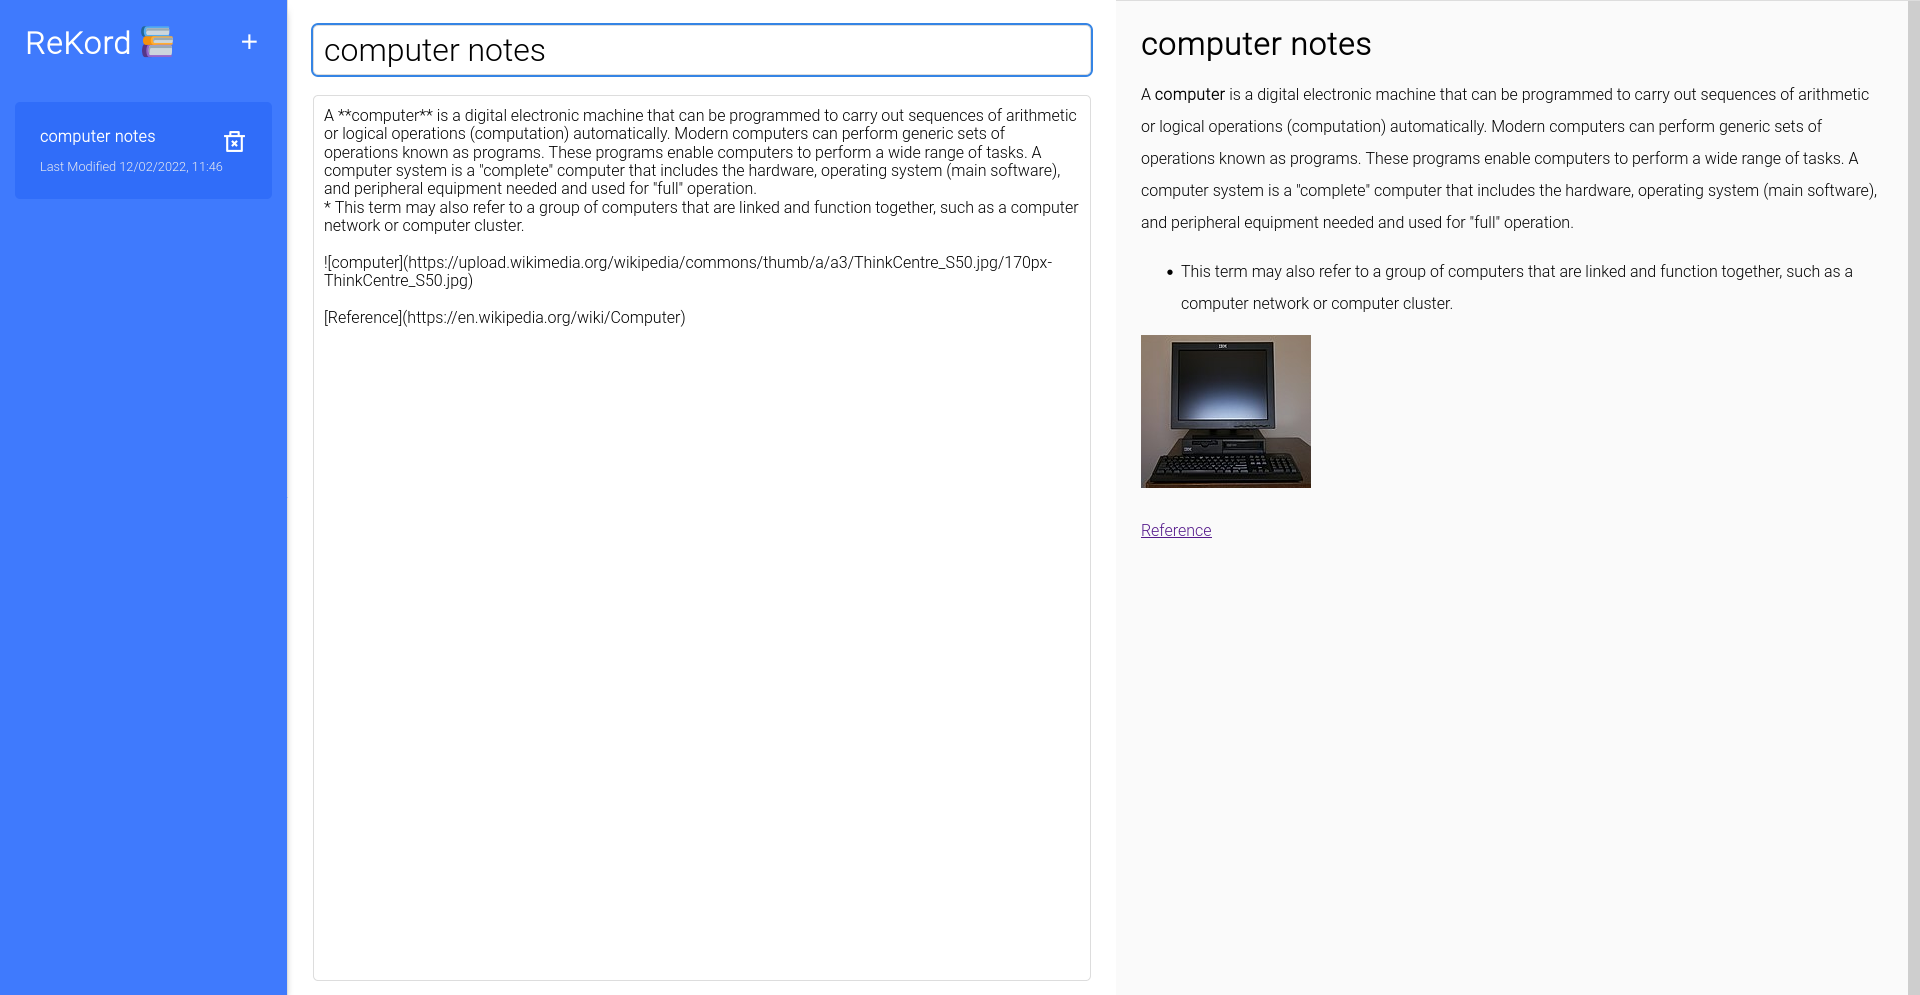 ReKord
+
computer notes
Last Modified 12/02/2022, 11:46
computer notes
A **computer** is a digital electronic machine that can be programmed to carry out sequences of arithmetic
or logical operations (computation) automatically. Modern computers can perform generic sets of
operations known as programs. These programs enable computers to perform a wide range of tasks. A
computer system is a "complete" computer that includes the hardware, operating system (main software),
and peripheral equipment needed and used for "full" operation.
* This term may also refer to a group of computers that are linked and function together, such as a computer
network or computer cluster.
![computer](https://upload.wikimedia.org/wikipedia/commons/thumb/a/a3/ThinkCentre_S50.jpg/170px-
ThinkCentre_S50.jpg)
[Reference](https://en.wikipedia.org/wiki/Computer)
computer notes
A computer is a digital electronic machine that can be programmed to carry out sequences of arithmetic
or logical operations (computation) automatically. Modern computers can perform generic sets of
operations known as programs. These programs enable computers to perform a wide range of tasks. A
computer system is a "complete" computer that includes the hardware, operating system (main software),
and peripheral equipment needed and used for "full" operation.
• This term may also refer to a group of computers that are linked and function together, such as a
computer network or computer cluster.
IBM
IBM
Reference